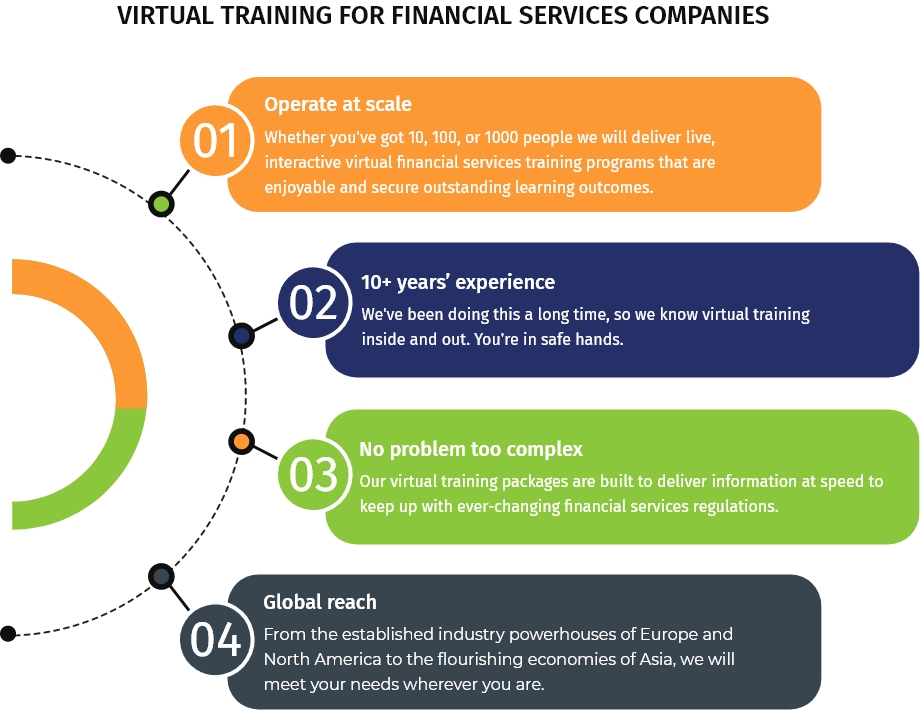 VIRTUAL TRAINING FOR FINANCIAL SERVICES COMPANIES
01
Operate at scale
Whether you've got 10, 100, or 1000 people we will deliver live,
interactive virtual financial services training programs that are
enjoyable and secure outstanding learning outcomes.
02
10+ years’ experience
We've been doing this a long time, so we know virtual training
inside and out. You're in safe hands.
03
No problem too complex
Our virtual training packages are built to deliver information at speed to
keep up with ever-changing financial services regulations.
04
Global reach
From the established industry powerhouses of Europe and
North America to the flourishing economies of Asia, we will
meet your needs wherever you are.